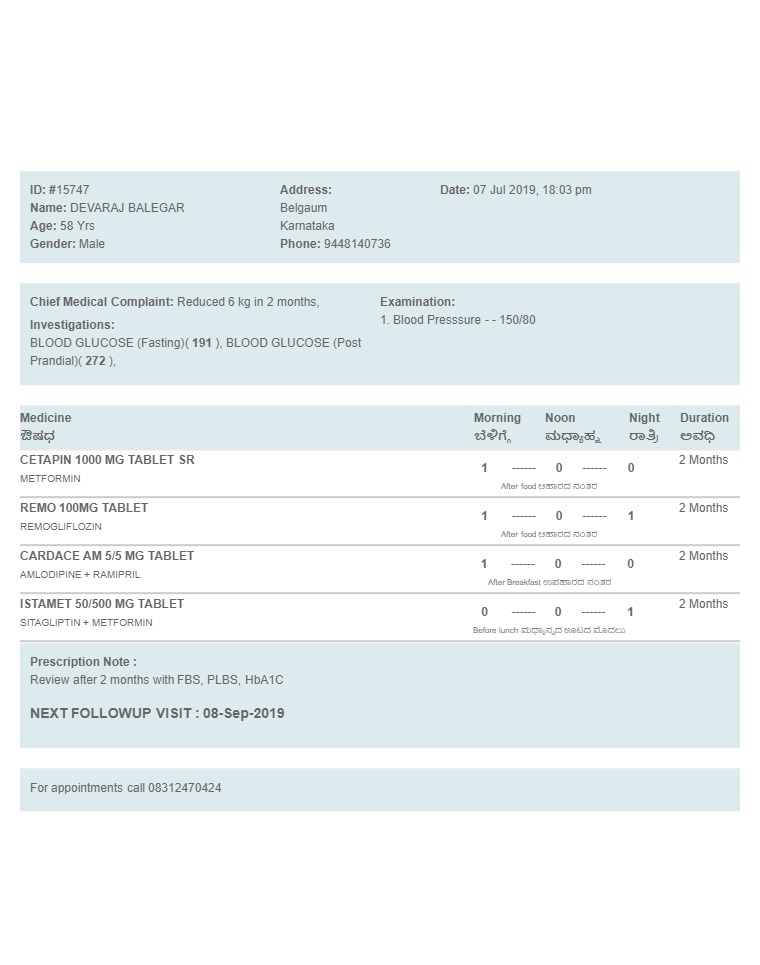 ID: #15747
Name: DEVARAJ BALEGAR
Age: 58 Yrs
Gender: Male
Address:
Belgaum
Karnataka
Phone: 9448140736
Date: 07 Jul 2019, 18:03 pm
Chief Medical Complaint: Reduced 6 kg in 2 months,
Investigations:
BLOOD GLUCOSE (Fasting)( 191 ), BLOOD GLUCOSE (Post
Prandial)( 272 ),
Examination:
1. Blood Presssure - - 150/80
Medicine Morning Noon Night Duration
ಔಷಧ ಬೆಳಿಗ್ಗೆ ಮಧ್ಯಾಹ್ನ ರಾತ್ರಿ ಅವಧಿ
CETAPIN 1000 MG TABLET SR 1 ------ 0 ------ 0 2 Months
METFORMIN After food ಆಹಾರದ ನಂತರ
REMO 100MG TABLET 1 ------ 0 ------ 1 2 Months
REMOGLIFLOZIN After food ಆಹಾರದ ನಂತರ
CARDACE AM 5/5 MG TABLET 1 ------ 0 ------ 0 2 Months
AMLODIPINE + RAMIPRIL After Breakfast ಉಪಹಾರದ ನಂತರ
ISTAMET 50/500 MG TABLET 0 ------ 0 ------ 1 2 Months
SITAGLIPTIN + METFORMIN Before lunch ಮಧ್ಯಾನ್ಹದ ಊಟದ ಮೊದಲು
Prescription Note :
Review after 2 months with FBS, PLBS, HbA1C
NEXT FOLLOWUP VISIT : 08-Sep-2019
For appointments call 08312470424